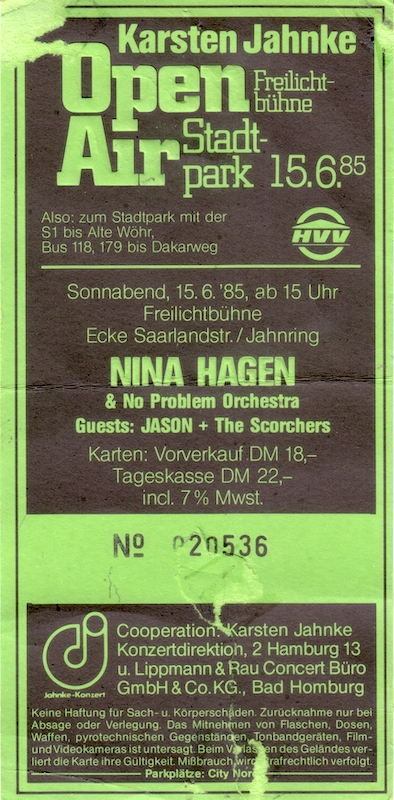 Karsten Jahnke
Open
Air
Freilicht-
bühne
Stadt-
park 15.6.85
Also: zum Stadtpark mit der
S1 bis Alte Wöhr,
Bus 118, 179 bis Dakarweg
HVV
Sonnabend, 15.6.'85, ab 15 Uhr
Freilichtbühne
Ecke Saarlandstr./Jahnring
NINA HAGEN
& No Problem Orchestra
Guests: JASON + The Scorchers
Karten: Vorverkauf DM 18,–
Tageskasse DM 22,–
incl. 7% Mwst.
Nº 020536
Cooperation: Karsten Jahnke
Konzertdirektion, 2 Hamburg 13
u. Lippmann & Rau Concert Büro
GmbH & Co. KG., Bad Homburg
Jahnke-Konzert
Keine Haftung für Sach- u. Körperschäden. Zurücknahme nur bei
Absage oder Verlegung. Das Mitnehmen von Flaschen, Dosen,
Waffen, pyrotechnischen Gegenständen, Tonbandgeräten, Film-
und Videokameras ist untersagt. Beim Verlassen des Geländes ver-
liert die Karte ihre Gültigkeit. Mißbrauch wird strafrechtlich verfolgt.
Parkplätze: City Nord